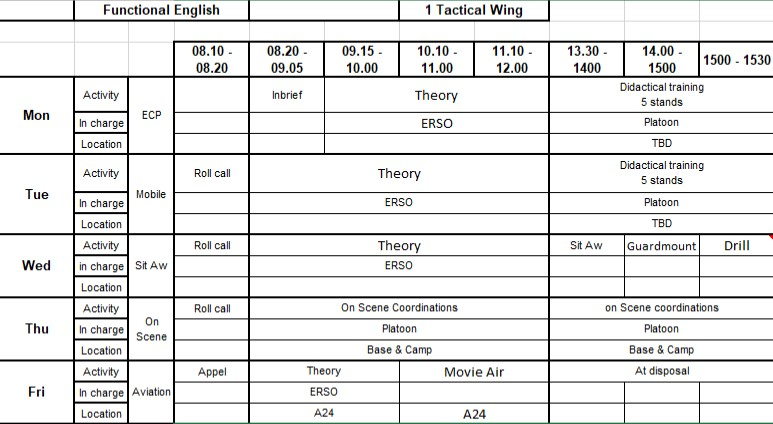 Functional English 1 Tactical Wing
08.10 - 08.20 08.20 - 09.05 09.15 - 10.00 10.10 - 11.00 11.10 - 12.00 13.30 - 1400 14.00 - 1500 1500 - 1530
Mon
ECP
Activity Inbrief Theory Didactical training 5 stands
In charge ERSO Platoon
Location TBD
Tue
Mobile
Activity Roll call Theory Didactical training 5 stands
In charge ERSO Platoon
Location TBD
Wed
Sit Aw
Activity Roll call Theory Sit Aw Guardmount Drill
in charge ERSO
Location
Thu
On Scene
Activity Roll call On Scene Coordinations on Scene coordinations
In charge Platoon Platoon
Location Base & Camp Base & Camp
Fri
Aviation
Activity Appel Theory Movie Air At disposal
In charge ERSO
Location A24 A24